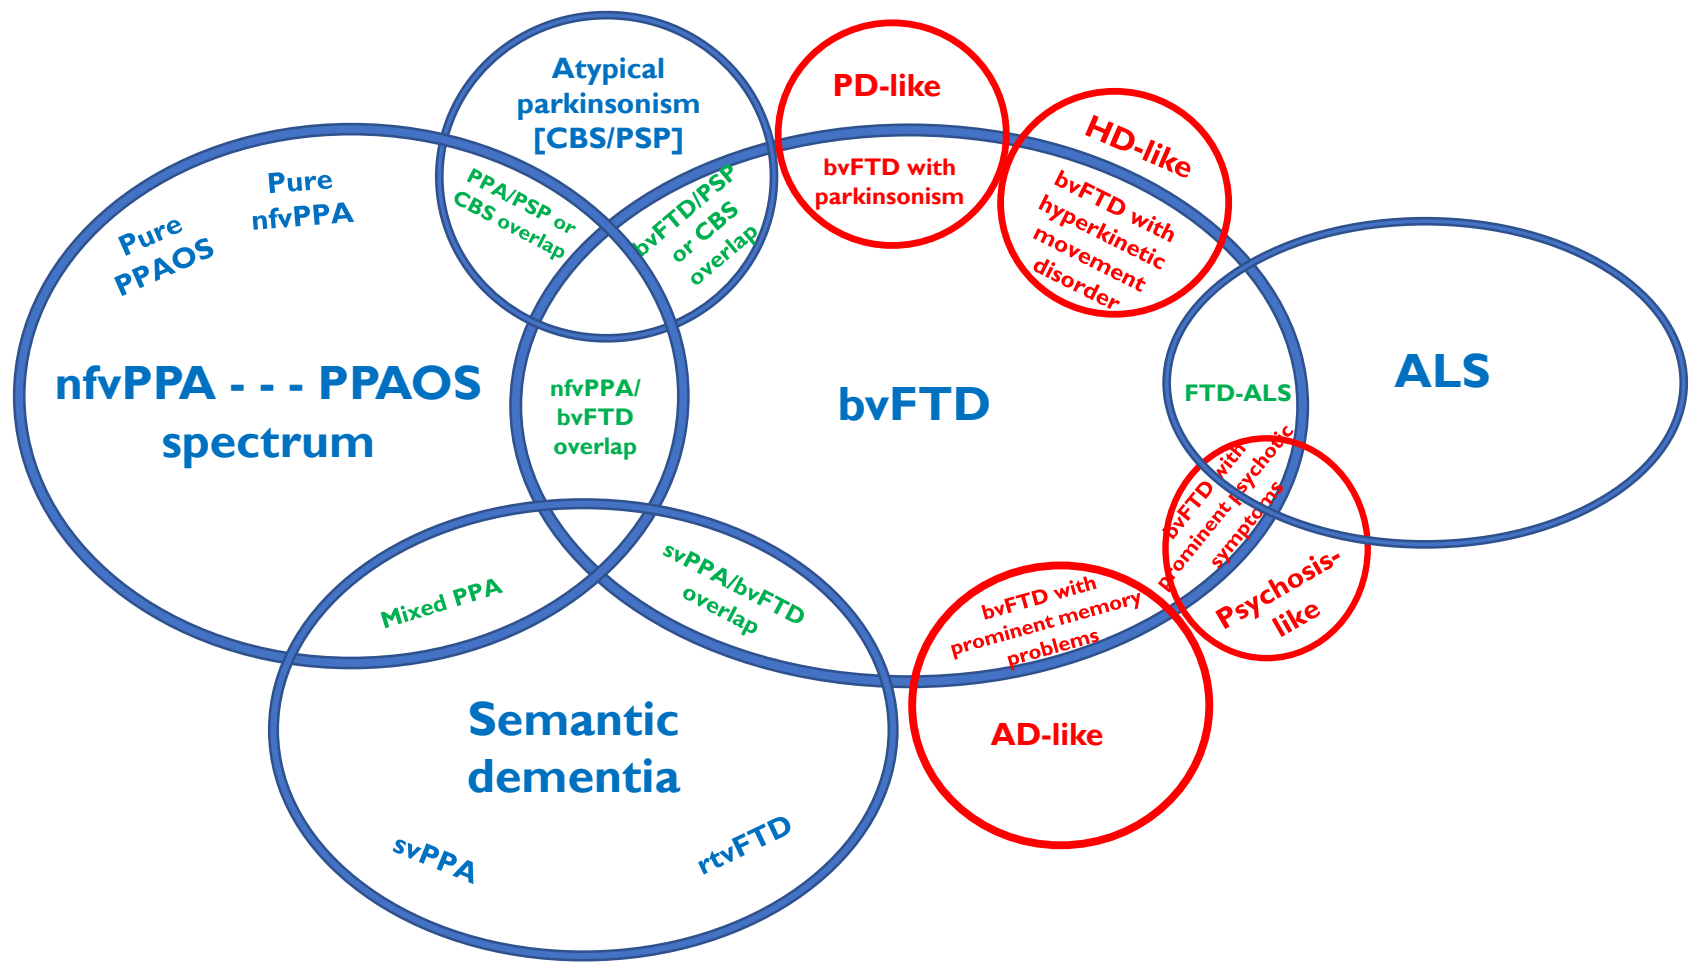 Atypical
parkinsonism
[CBS/PSP]
PD-like
HD-like
bvFTD with
parkinsonism
bvFTD with
hyperkinetic
movement
disorder
PPA/PSP or
CBS overlap
bvFTD/PSP
or CBS
overlap
Pure
nfvPPA
Pure
PPAOS
nfvPPA - - - PPAOS
spectrum
nfvPPA/
bvFTD
overlap
bvFTD
FTD-ALS
ALS
bvFTD with
prominent psychotic
symptoms
Psychosis-
like
Mixed PPA
svPPA/bvFTD
overlap
bvFTD with
prominent memory
problems
AD-like
Semantic
dementia
svPPA
rtvFTD